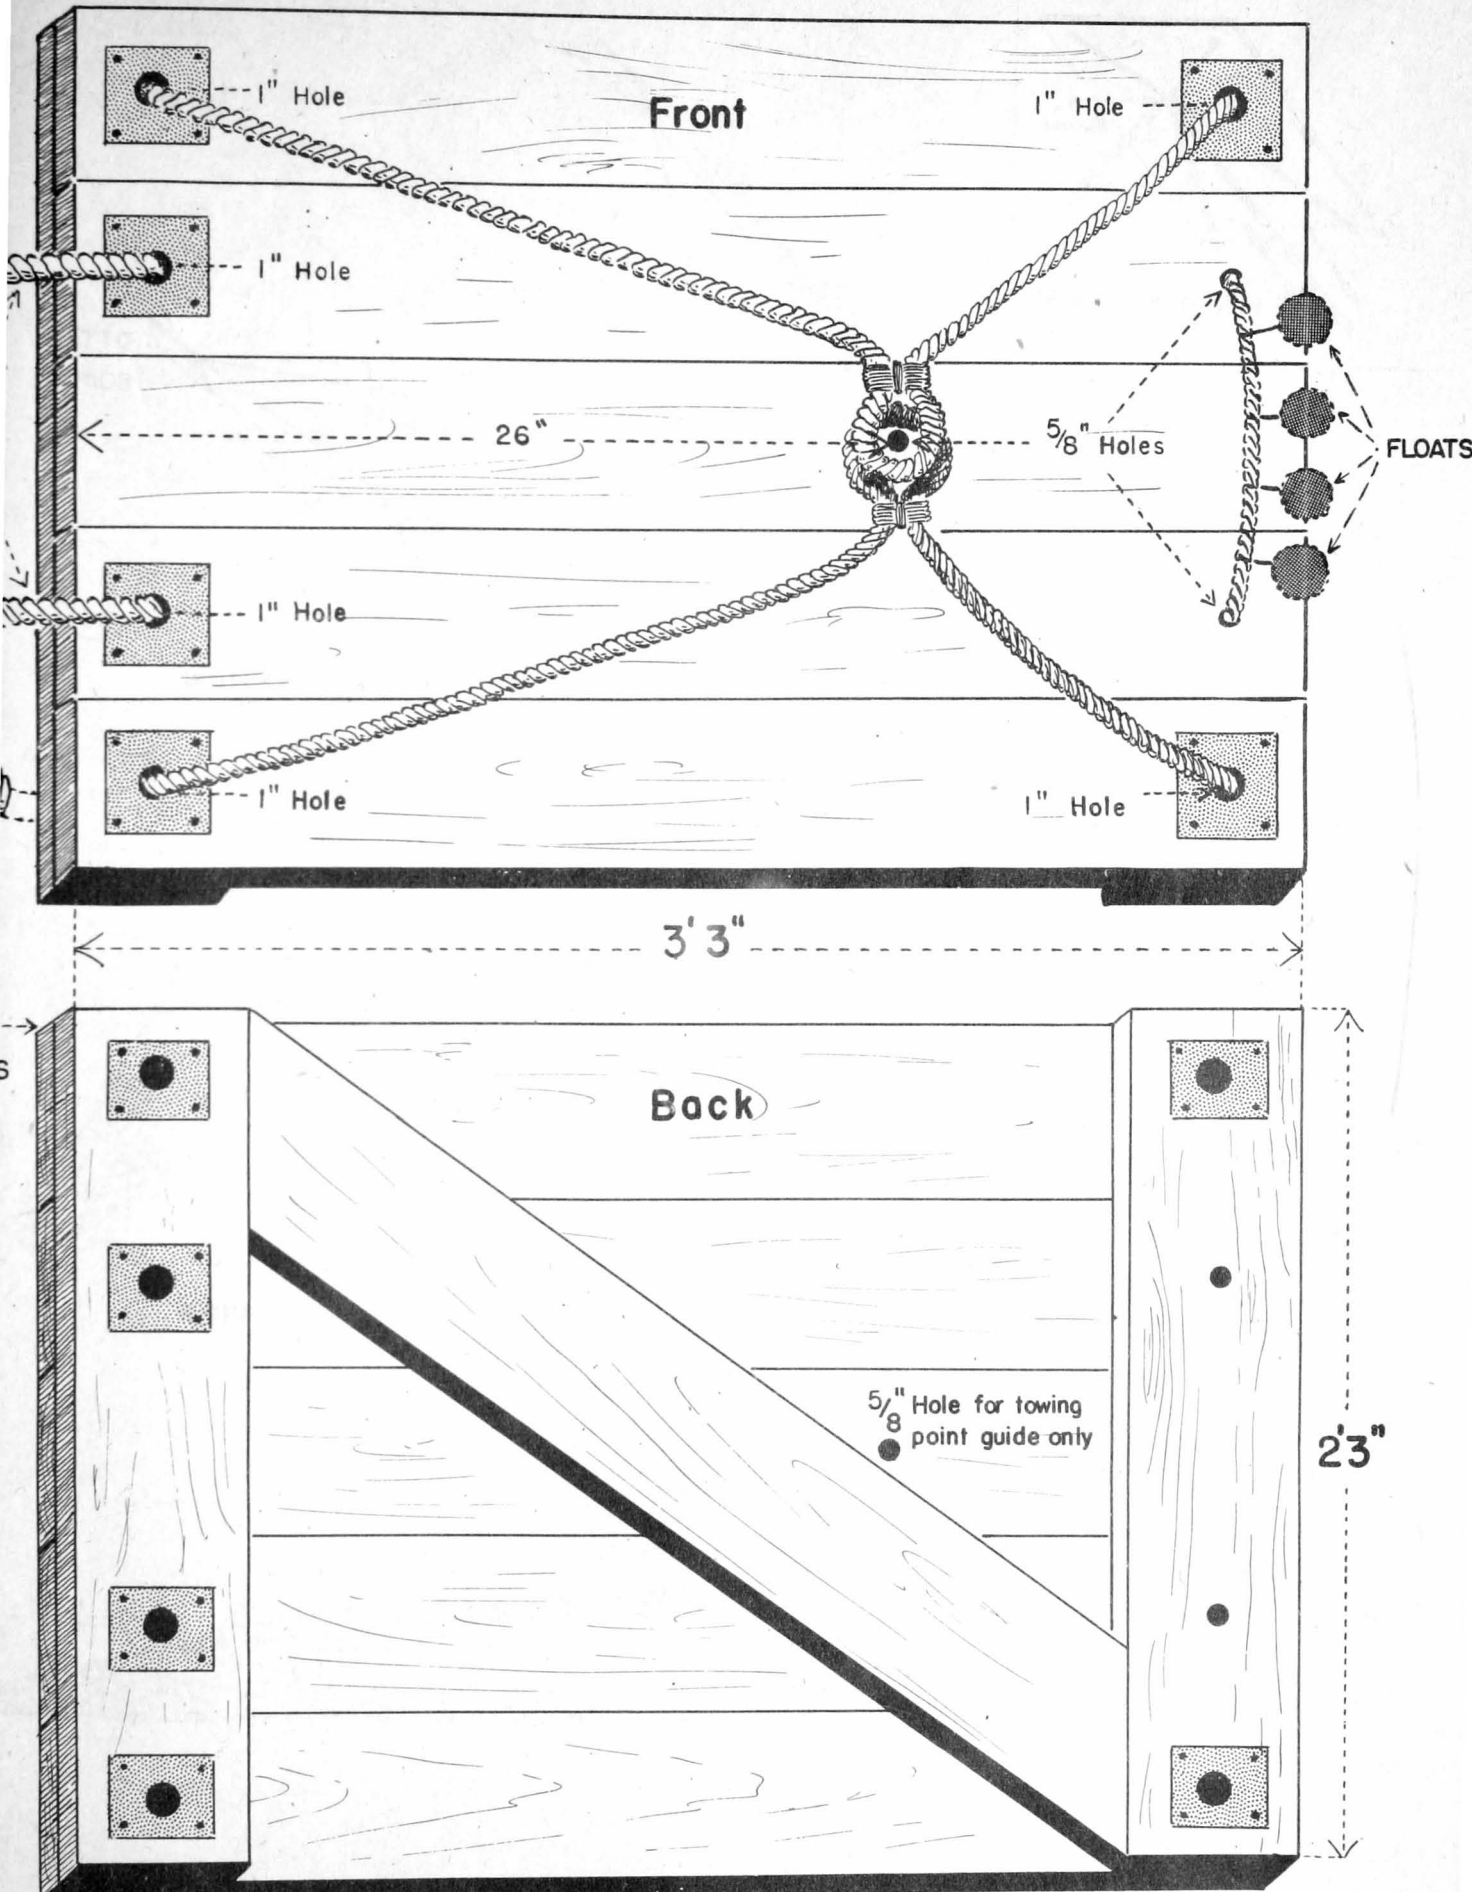 1" Hole
Front
1" Hole
1" Hole
26"
5/8" Holes
FLOATS
1" Hole
1" Hole
1" Hole
3' 3"
s
Back
5/8" Hole for towing
point guide only
2'3"